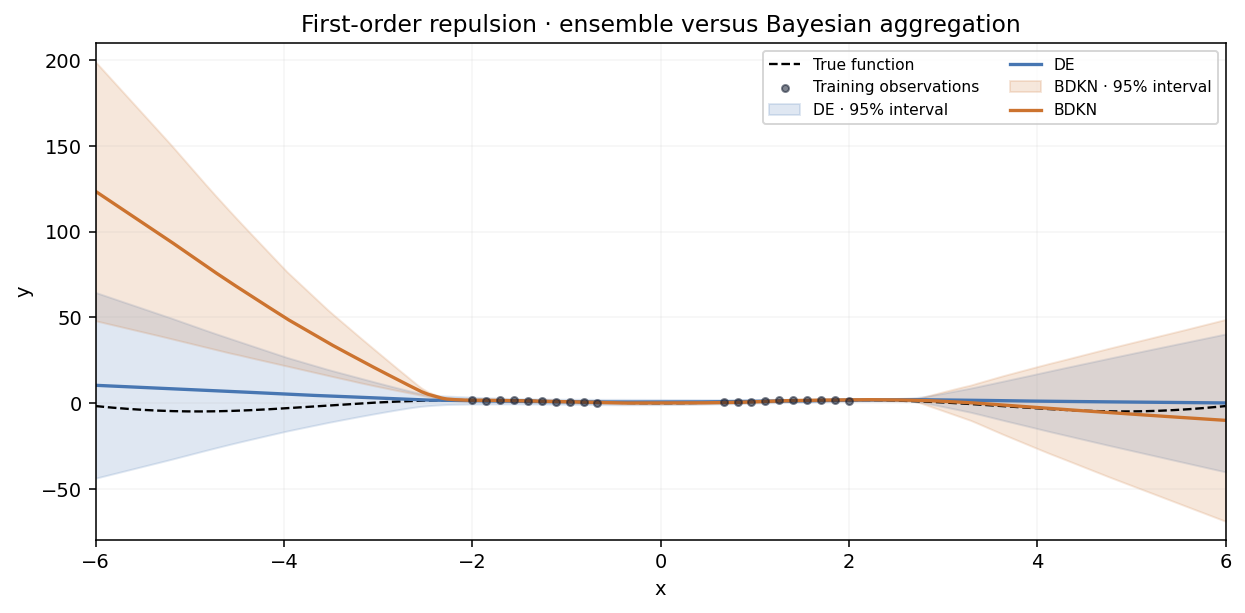 First-order repulsion · ensemble versus Bayesian aggregation
True function
Training observations
DE · 95% interval
DE
BDKN · 95% interval
BDKN
y
200
150
100
50
0
−50
−6
−4
−2
0
2
4
6
x